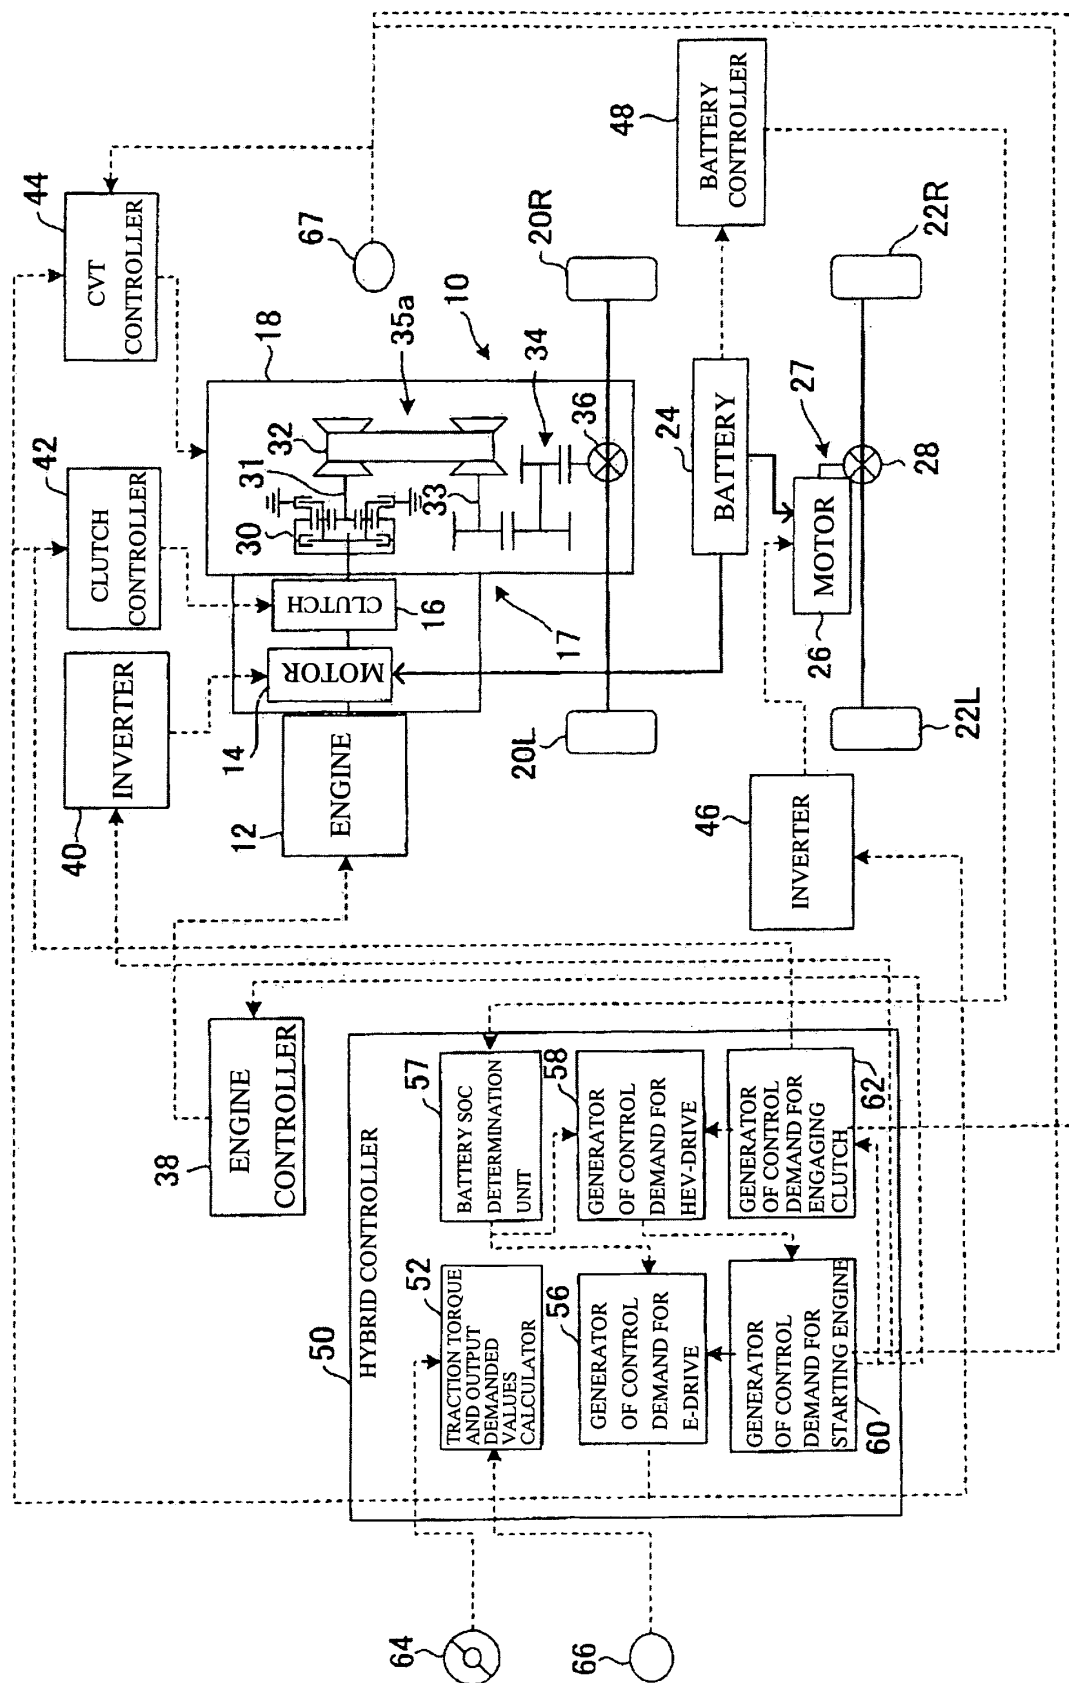 44
CVT
CONTROLLER
42
CLUTCH
CONTROLLER
40
INVERTER
38
ENGINE
CONTROLLER
67
18
35a
10
32
31
30
33
34
36
CLUTCH
16
17
MOTOR
14
ENGINE
12
20R
20L
48
BATTERY
CONTROLLER
24
BATTERY
27
MOTOR
26
28
22R
22L
46
INVERTER
50
HYBRID CONTROLLER
57
BATTERY SOC
DETERMINATION
UNIT
52
TRACTION TORQUE
AND OUTPUT
DEMANDED
VALUES
CALCULATOR
58
GENERATOR
OF CONTROL
DEMAND FOR
HEV-DRIVE
56
GENERATOR
OF CONTROL
DEMAND FOR
E-DRIVE
62
GENERATOR
OF CONTROL
DEMAND FOR
ENGAGING
CLUTCH
60
GENERATOR
OF CONTROL
DEMAND FOR
STARTING ENGINE
64
66